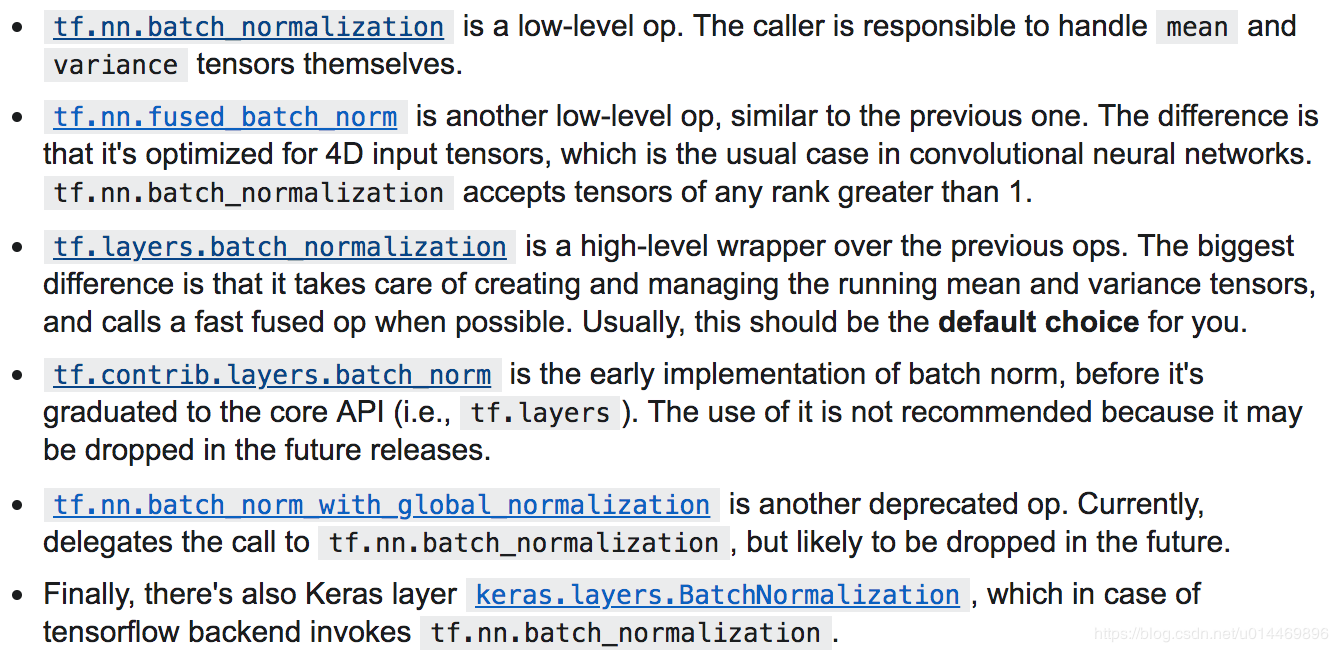 tf.nn.batch_normalization is a low-level op. The caller is responsible to handle mean and
variance tensors themselves.
tf.nn.fused_batch_norm is another low-level op, similar to the previous one. The difference is
that it's optimized for 4D input tensors, which is the usual case in convolutional neural networks.
tf.nn.batch_normalization accepts tensors of any rank greater than 1.
tf.layers.batch_normalization is a high-level wrapper over the previous ops. The biggest
difference is that it takes care of creating and managing the running mean and variance tensors,
and calls a fast fused op when possible. Usually, this should be the default choice for you.
tf.contrib.layers.batch_norm is the early implementation of batch norm, before it's
graduated to the core API (i.e., tf.layers). The use of it is not recommended because it may
be dropped in the future releases.
tf.nn.batch_norm_with_global_normalization is another deprecated op. Currently,
delegates the call to tf.nn.batch_normalization, but likely to be dropped in the future.
Finally, there's also Keras layer keras.layers.BatchNormalization, which in case of
tensorflow backend invokes tf.nn.batch_normalization.
https://blog.csdn.net/u014469896